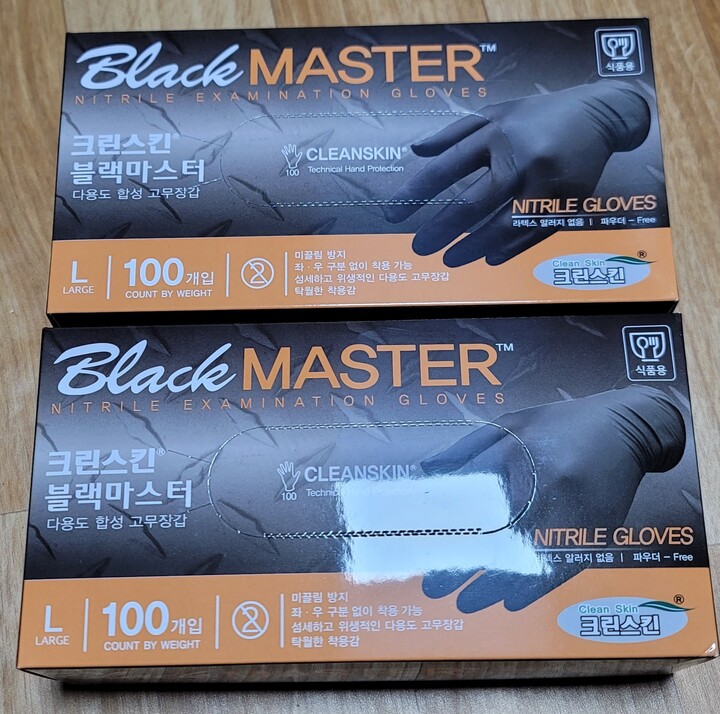 Black MASTER™
식품용
NITRILE EXAMINATION GLOVES
크린스킨®
블랙마스터
다용도 합성 고무장갑
100
CLEANSKIN®
Technical Hand Protection
NITRILE GLOVES
라텍스 알러지 없음 | 파우더 - Free
L
LARGE
100개입
COUNT BY WEIGHT
2
미끌림 방지
좌 · 우 구분 없이 착용 가능
섬세하고 위생적인 다용도 고무장갑
탁월한 착용감
Clean Skin ®
크린스킨
Black MASTER™
식품용
NITRILE EXAMINATION GLOVES
크린스킨®
블랙마스터
다용도 합성 고무장갑
100
CLEANSKIN®
NITRILE GLOVES
알러지 없음 | 파우더 - Free
L
LARGE
100개입
COUNT BY WEIGHT
2
미끌림 방지
좌 · 우 구분 없이 착용 가능
섬세하고 위생적인 다용도 고무장갑
탁월한 착용감
Clean Skin ®
크린스킨